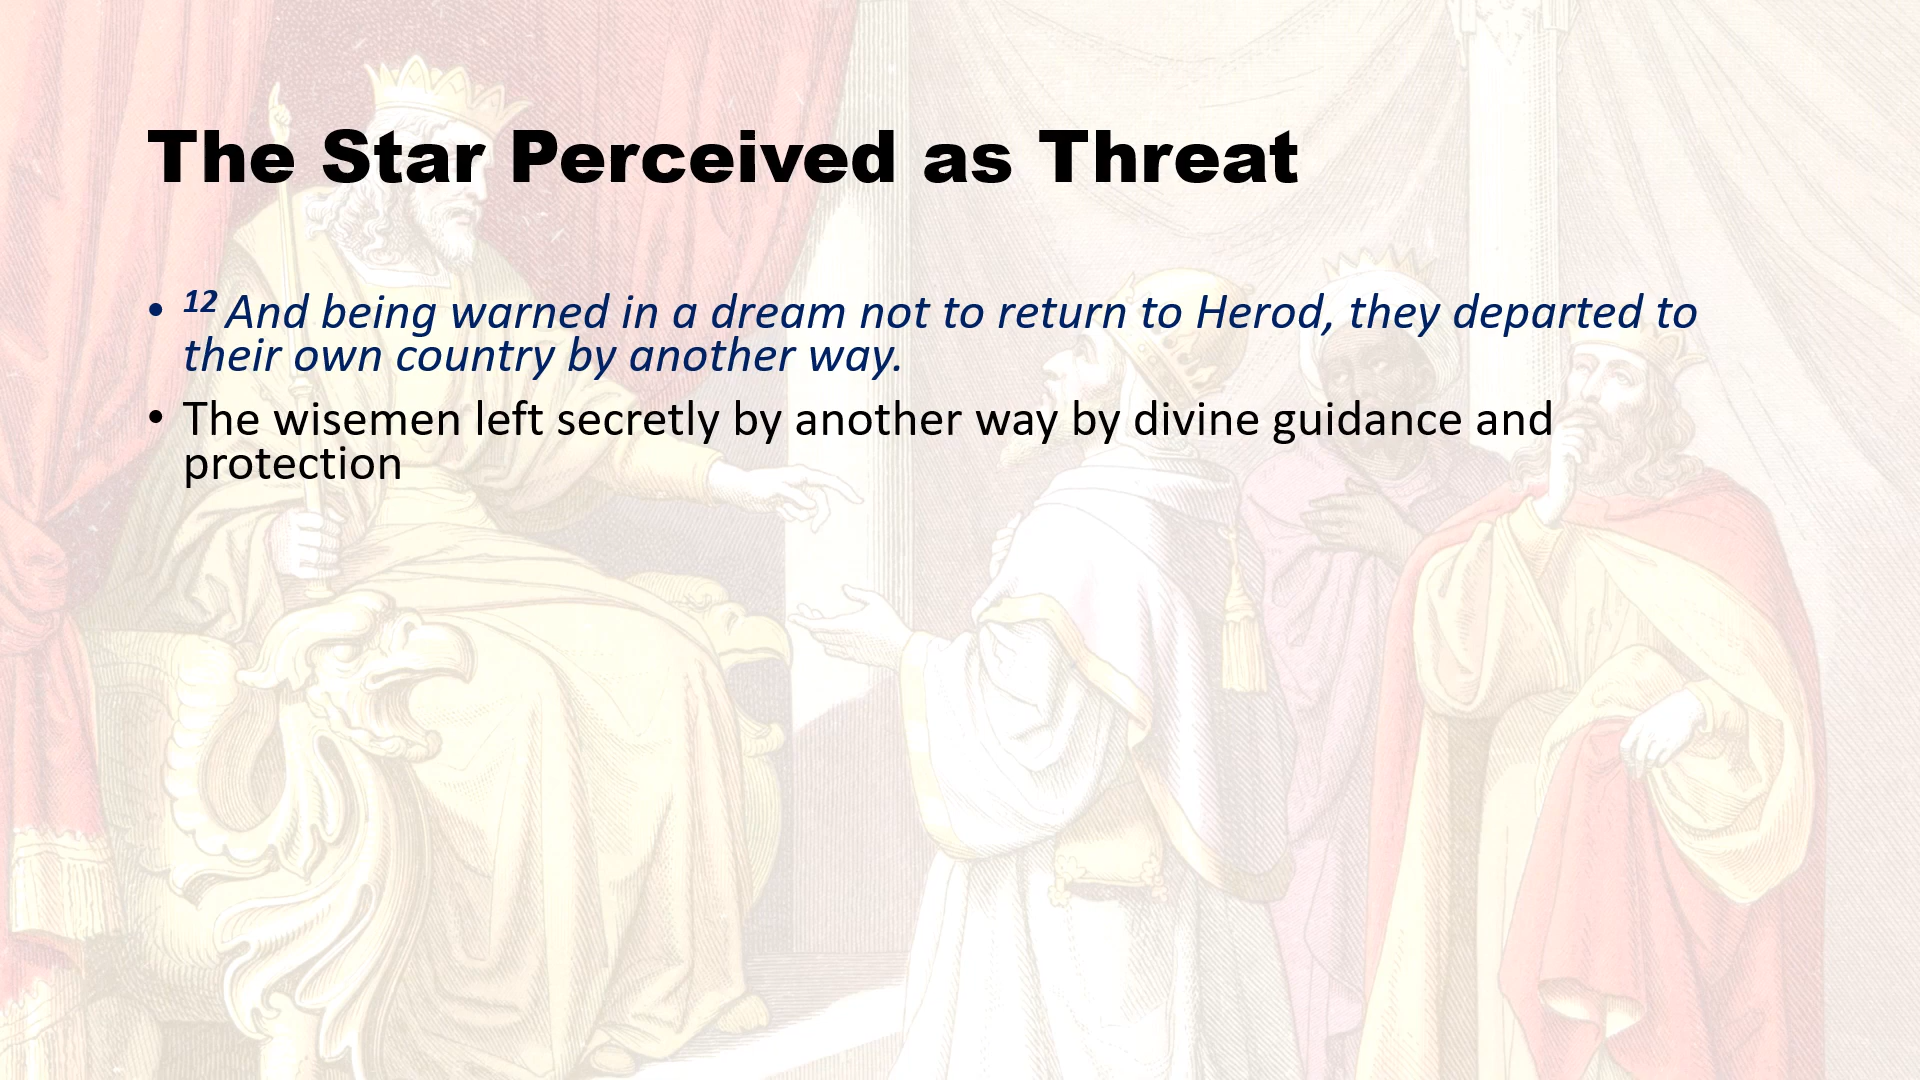 The Star Perceived as Threat
• 12 And being warned in a dream not to return to Herod, they departed to
their own country by another way.
• The wisemen left secretly by another way by divine guidance and
protection